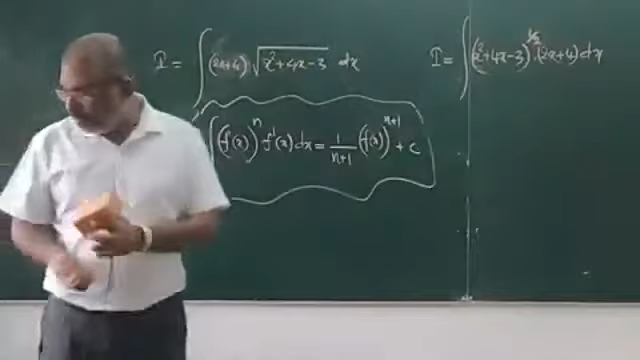 I = ∫ (2x+4) √(x²+4x-3) dx
∫ (f(x))^n f'(x) dx = 1/(n+1) (f(x))^(n+1) + c
I = ∫ (x²+4x-3)^(1/2) . (2x+4) dx